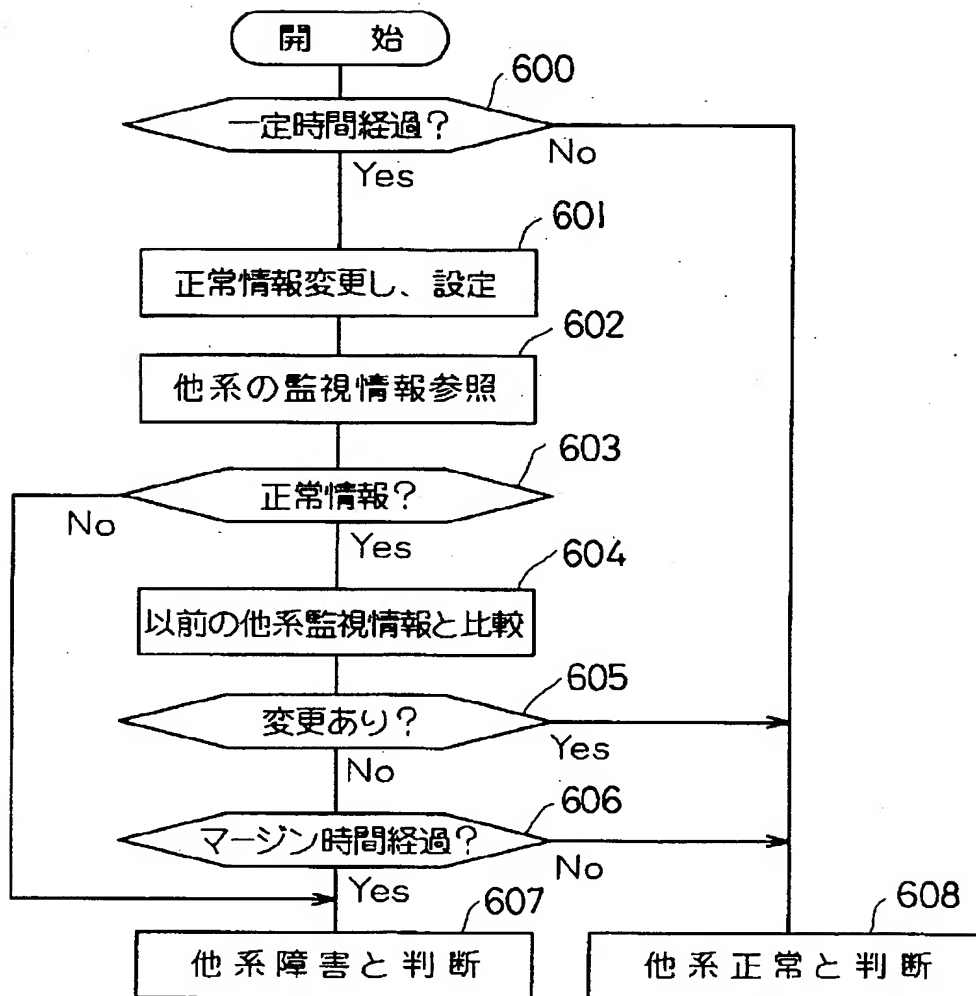 開 始
600
一定時間経過?
No
Yes
601
正常情報変更し、設定
602
他系の監視情報参照
603
正常情報?
No
Yes
604
以前の他系監視情報と比較
605
変更あり?
Yes
No
606
マージン時間経過?
No
Yes
607
他系障害と判断
608
他系正常と判断